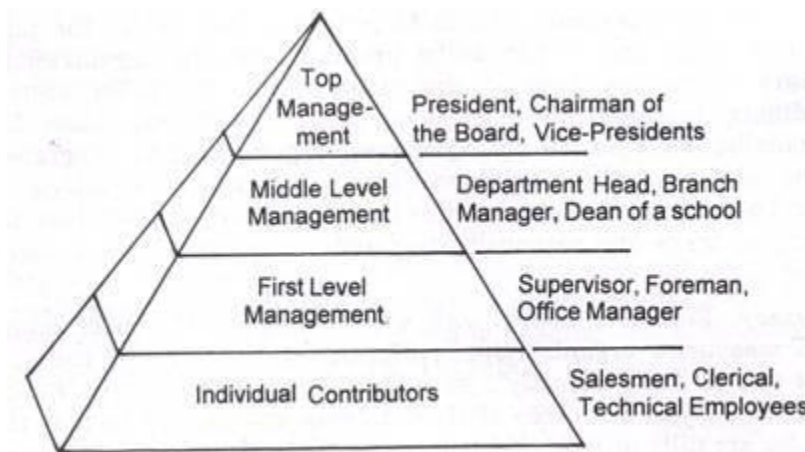 Top
Manage-
ment
President, Chairman of
the Board, Vice-Presidents
Middle Level
Management
Department Head, Branch
Manager, Dean of a school
First Level
Management
Supervisor, Foreman,
Office Manager
Individual Contributors
Salesmen, Clerical,
Technical Employees